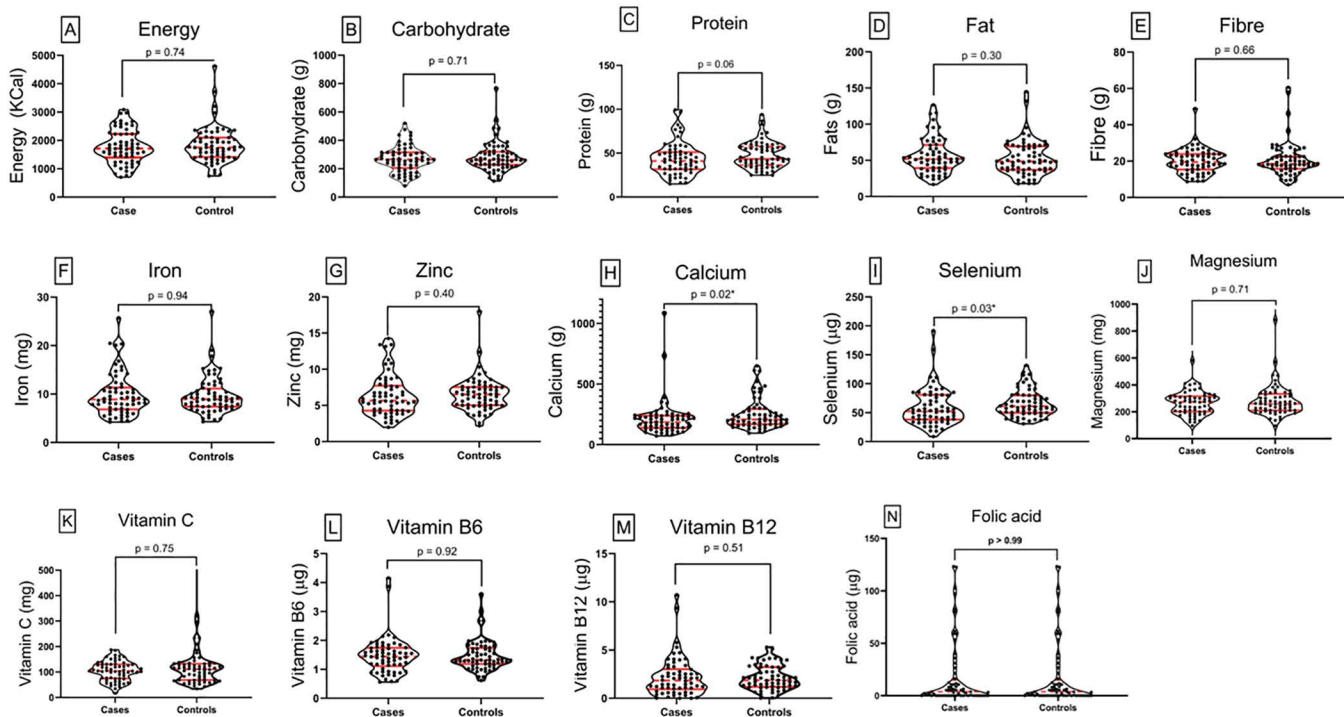 A
Energy
p = 0.74
Energy (KCal)
5000
4000
3000
2000
1000
0
Case
Control
B
Carbohydrate
p = 0.71
Carbohydrate (g)
1000
800
600
400
200
0
Cases
Controls
C
Protein
p = 0.06
Protein (g)
150
100
50
0
Cases
Controls
D
Fat
p = 0.30
Fats (g)
200
150
100
50
0
Cases
Controls
E
Fibre
p = 0.66
Fibre (g)
80
60
40
20
0
Cases
Controls
F
Iron
p = 0.94
Iron (mg)
30
20
10
0
Cases
Controls
G
Zinc
p = 0.40
Zinc (mg)
20
15
10
5
0
Cases
Controls
H
Calcium
p = 0.02*
Calcium (g)
1000
500
0
Cases
Controls
I
Selenium
p = 0.03*
Selenium (µg)
250
200
150
100
50
0
Cases
Controls
J
Magnesium
p = 0.71
Magnesium (mg)
1000
800
600
400
200
0
Cases
Controls
K
Vitamin C
p = 0.75
Vitamin C (mg)
500
400
300
200
100
0
Cases
Controls
L
Vitamin B6
p = 0.92
Vitamin B6 (µg)
5
4
3
2
1
0
Cases
Controls
M
Vitamin B12
p = 0.51
Vitamin B12 (µg)
15
10
5
0
Cases
Controls
N
Folic acid
p > 0.99
Folic acid (µg)
150
100
50
0
Cases
Controls